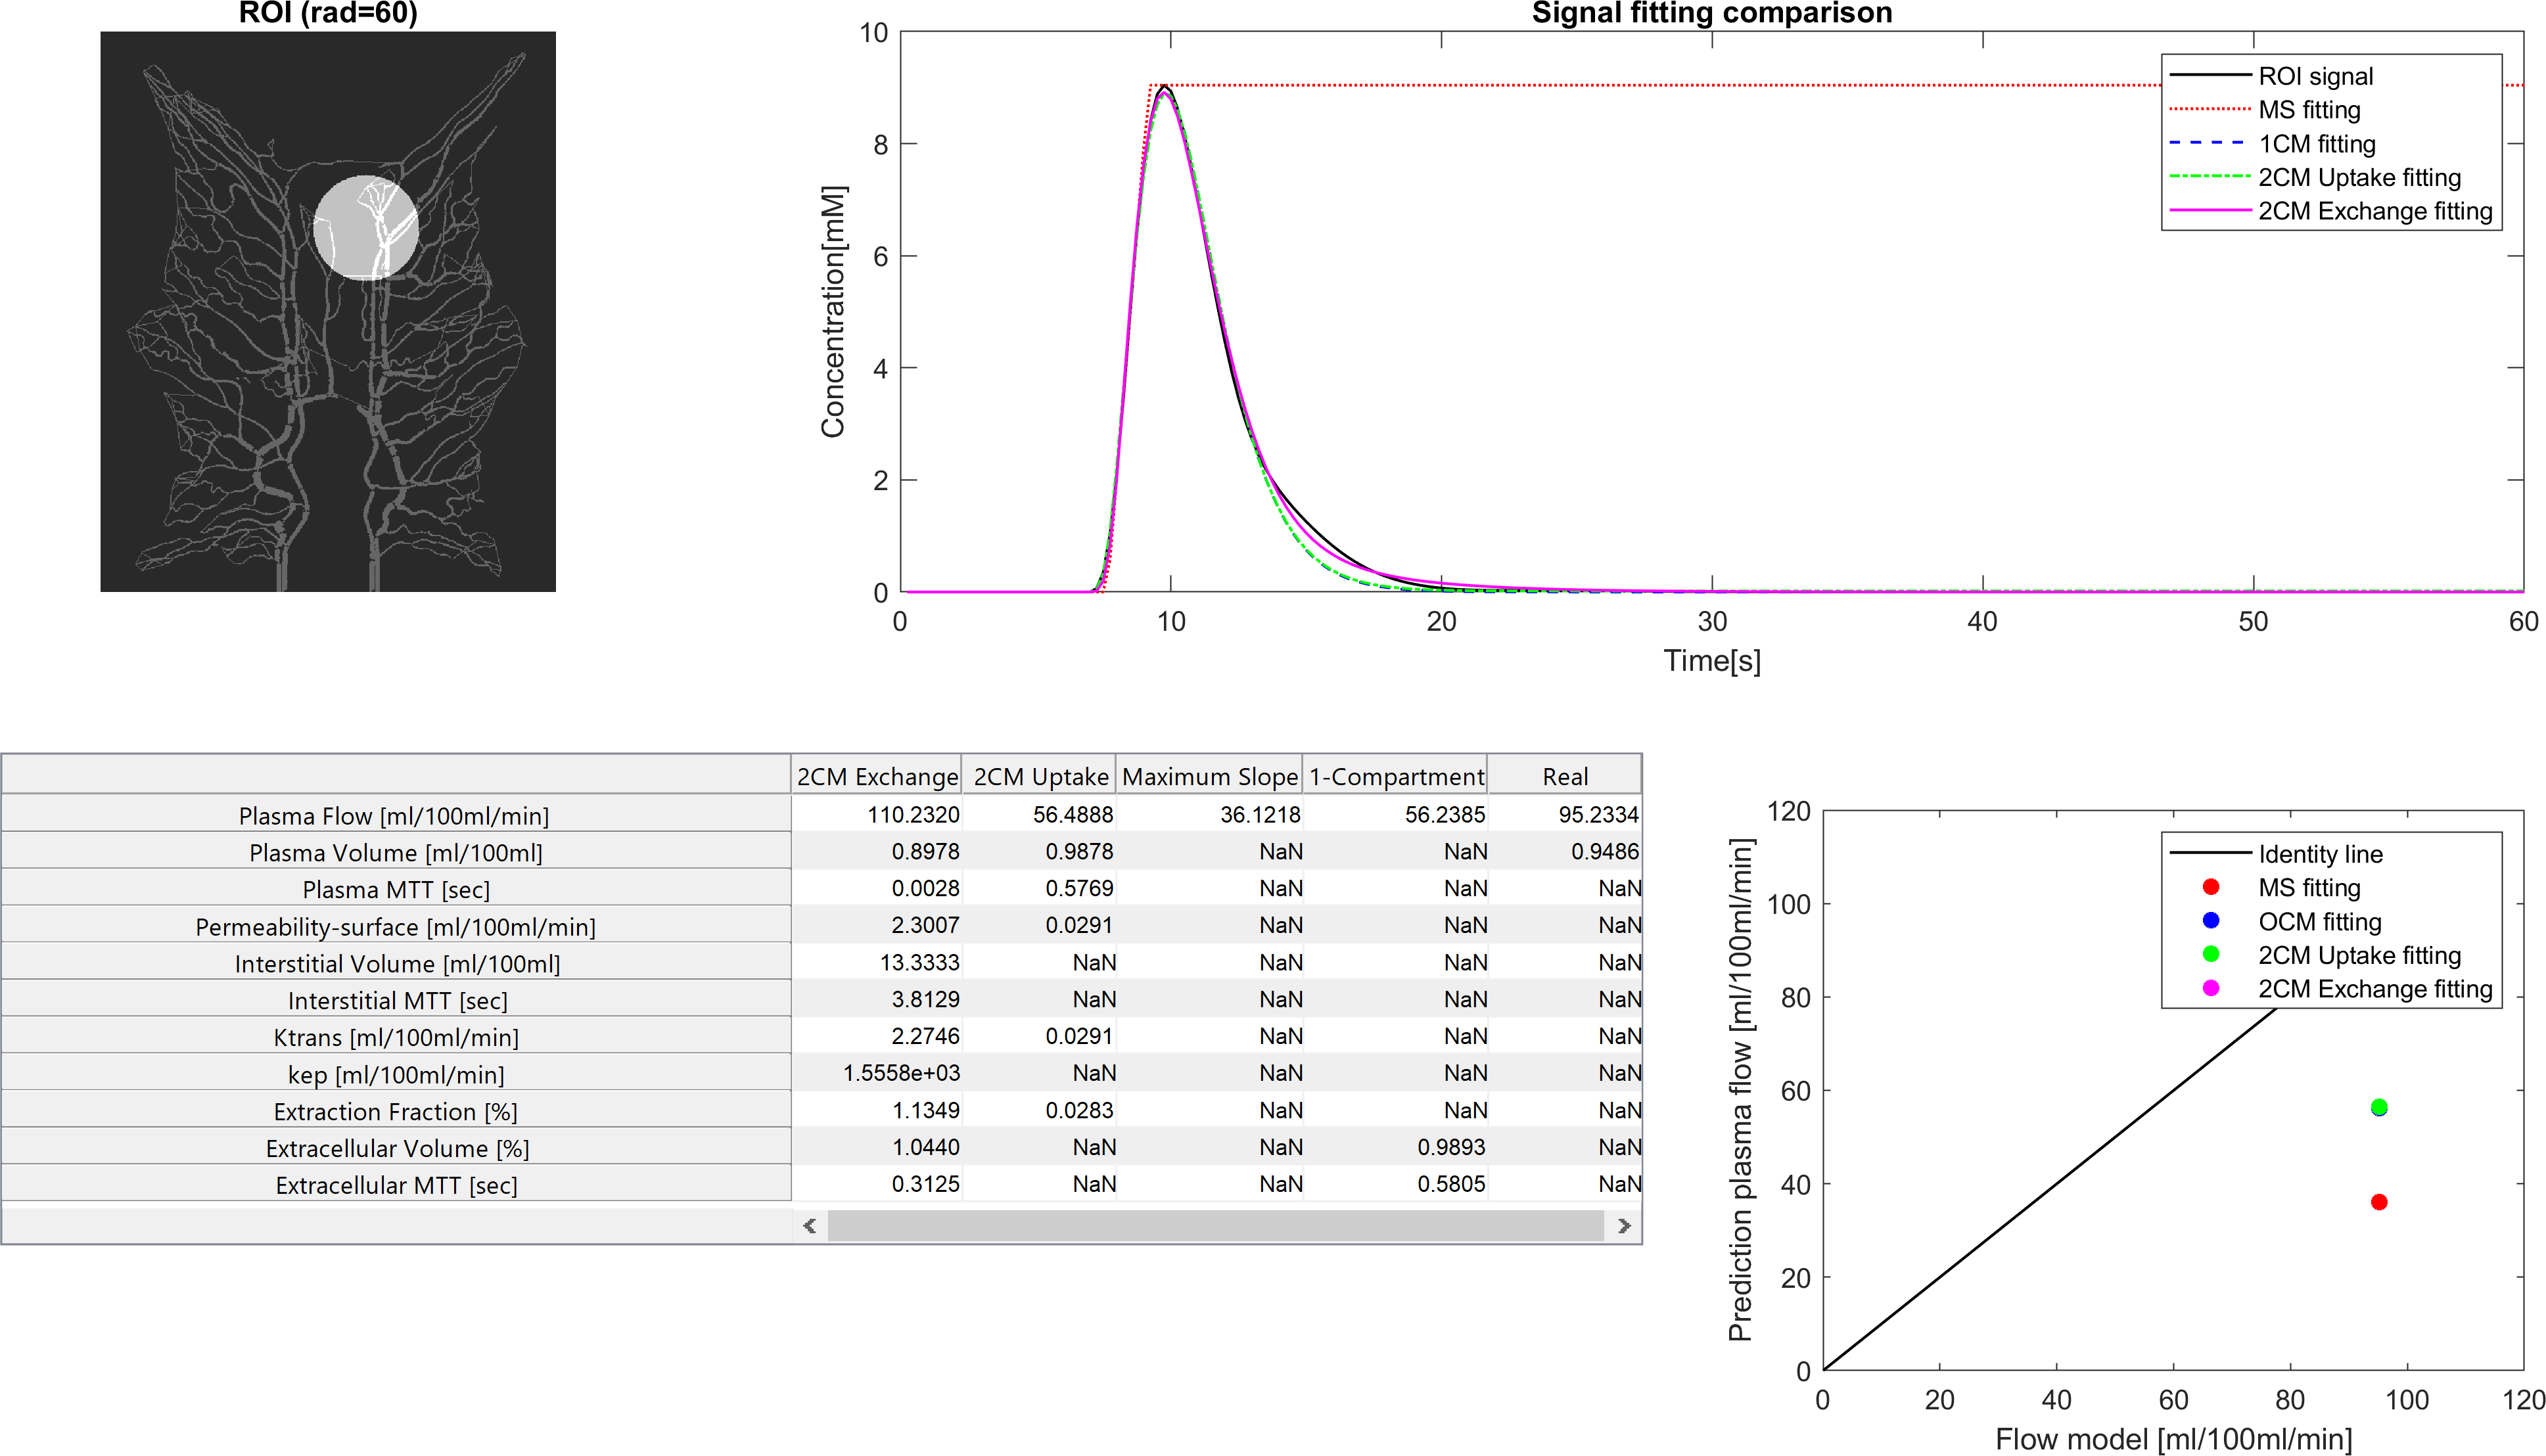 ROI (rad=60)
Signal fitting comparison
10
8
6
4
2
0
Concentration[mM]
0 10 20 30 40 50 60
Time[s]
ROI signal
MS fitting
1CM fitting
2CM Uptake fitting
2CM Exchange fitting
2CM Exchange 2CM Uptake Maximum Slope 1-Compartment Real
Plasma Flow [ml/100ml/min] 110.2320 56.4888 36.1218 56.2385 95.2334
Plasma Volume [ml/100ml] 0.8978 0.9878 NaN NaN 0.9486
Plasma MTT [sec] 0.0028 0.5769 NaN NaN NaN
Permeability-surface [ml/100ml/min] 2.3007 0.0291 NaN NaN NaN
Interstitial Volume [ml/100ml] 13.3333 NaN NaN NaN NaN
Interstitial MTT [sec] 3.8129 NaN NaN NaN NaN
Ktrans [ml/100ml/min] 2.2746 0.0291 NaN NaN NaN
kep [ml/100ml/min] 1.5558e+03 NaN NaN NaN NaN
Extraction Fraction [%] 1.1349 0.0283 NaN NaN NaN
Extracellular Volume [%] 1.0440 NaN NaN 0.9893 NaN
Extracellular MTT [sec] 0.3125 NaN NaN 0.5805 NaN
120
100
80
60
40
20
0
Prediction plasma flow [ml/100ml/min]
Identity line
MS fitting
OCM fitting
2CM Uptake fitting
2CM Exchange fitting
0 20 40 60 80 100 120
Flow model [ml/100ml/min]